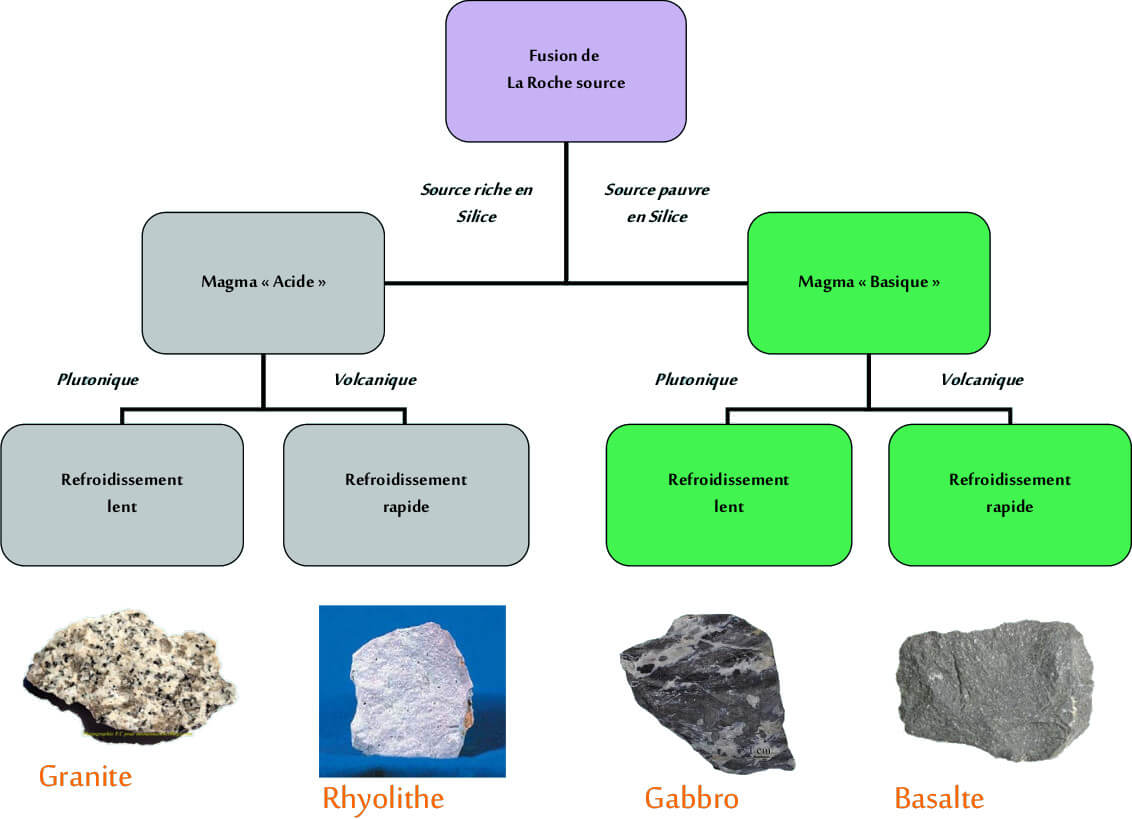 Fusion de
La Roche source
Source riche en
Silice
Source pauvre
en Silice
Magma « Acide »
Magma « Basique »
Plutonique
Volcanique
Plutonique
Volcanique
Refroidissement
lent
Refroidissement
rapide
Refroidissement
lent
Refroidissement
rapide
1 cm
Granite
Rhyolithe
Gabbro
Basalte